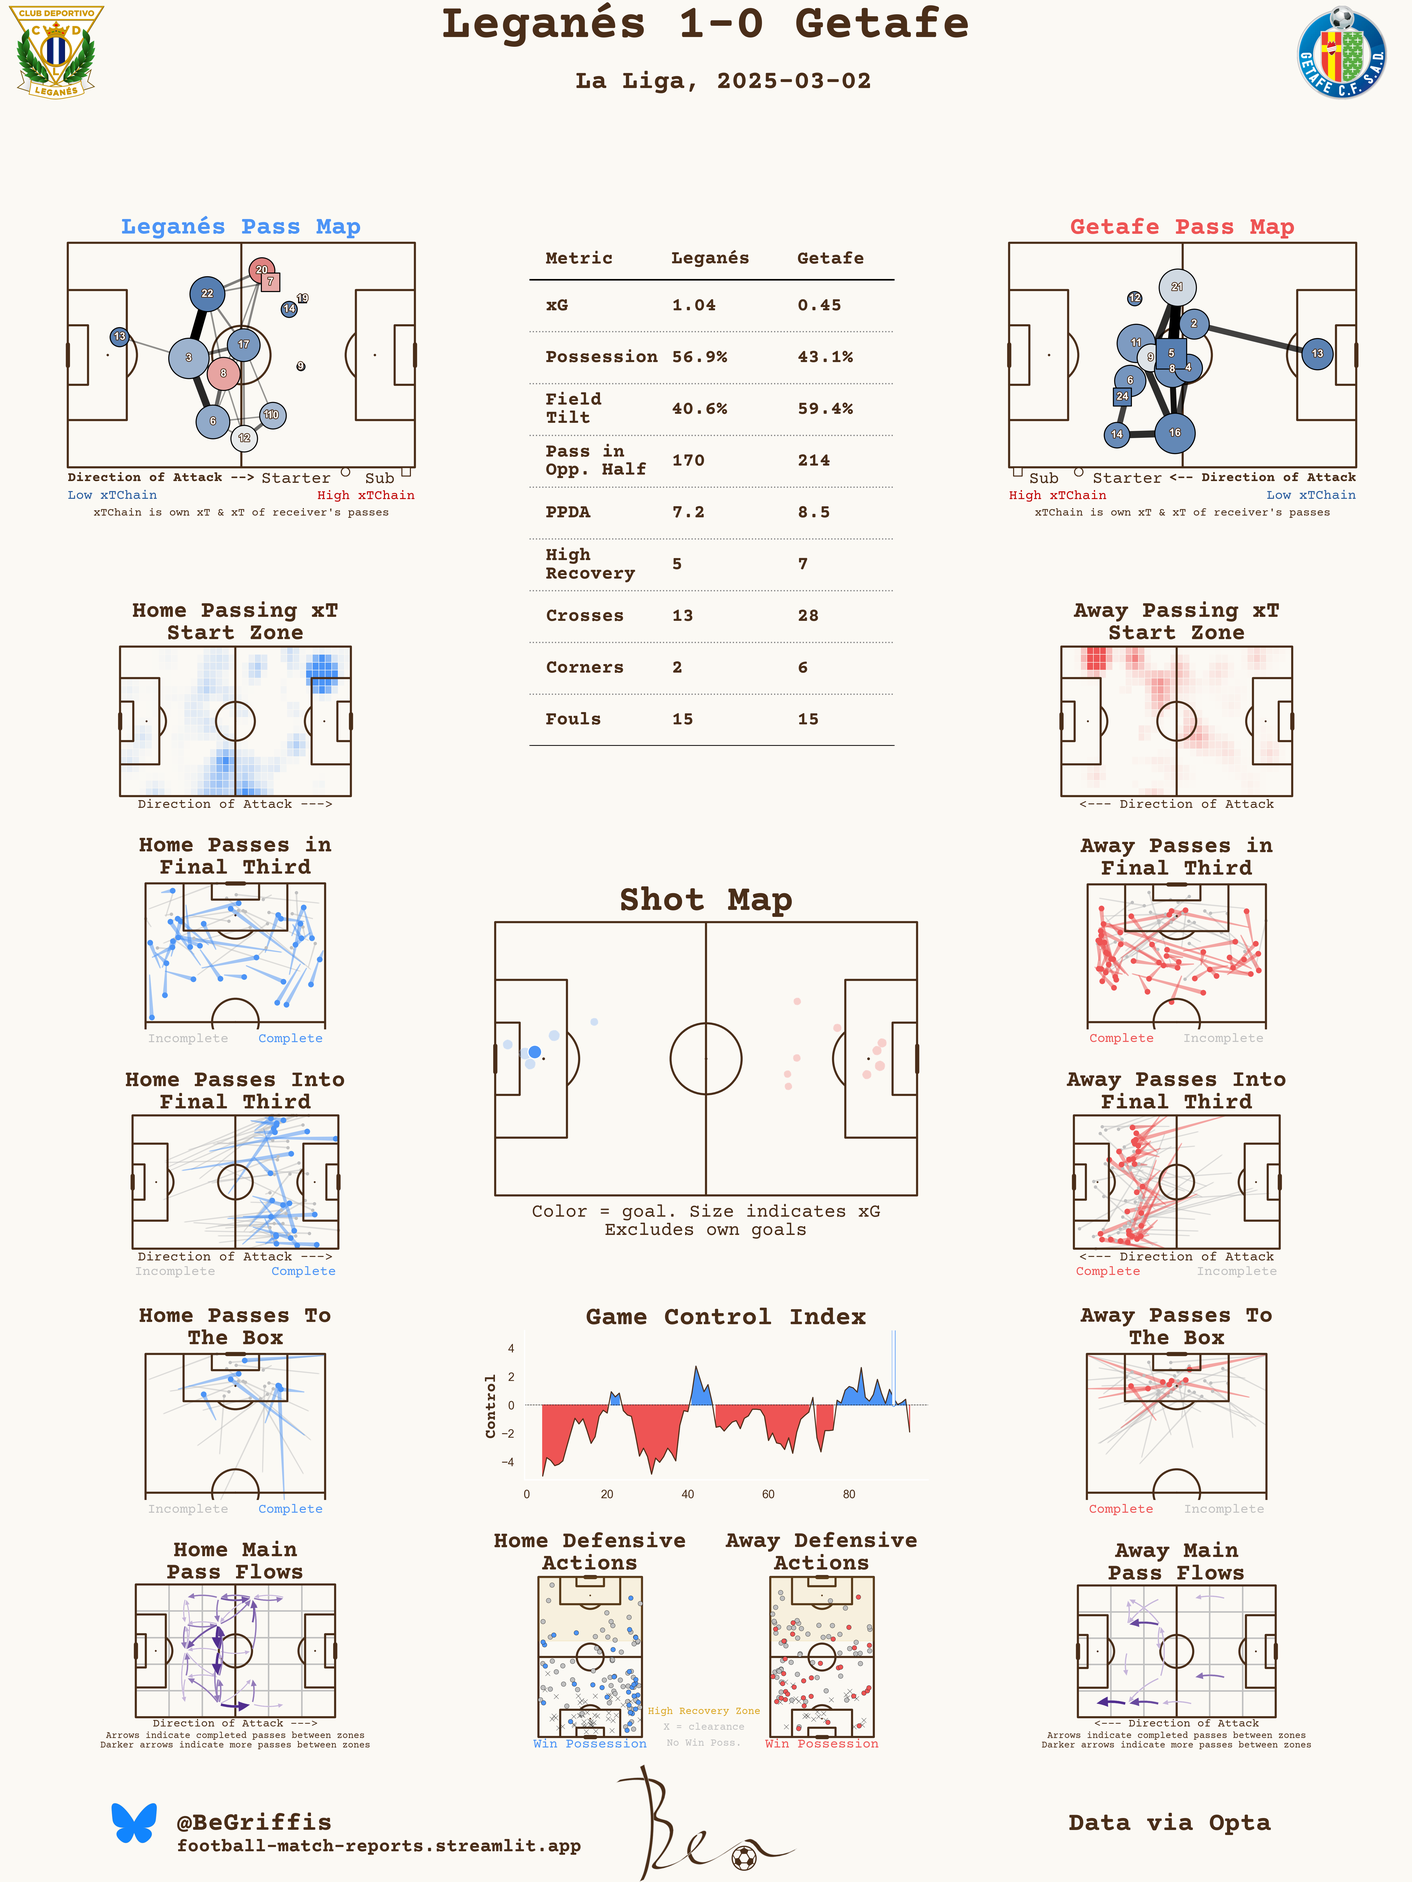 Leganés 1-0 Getafe
La Liga, 2025-03-02
CLUB DEPORTIVO
C V D
L
LEGANÉS
GETAFE C.F. S.A.D.
Leganés Pass Map
20
7
22
19
14
13
17
3
8
9
6
110
12
Direction of Attack --> Starter Sub
Low xTChain High xTChain
xTChain is own xT & xT of receiver's passes
Metric Leganés Getafe
xG 1.04 0.45
Possession 56.9% 43.1%
Field
Tilt 40.6% 59.4%
Pass in
Opp. Half 170 214
PPDA 7.2 8.5
High
Recovery 5 7
Crosses 13 28
Corners 2 6
Fouls 15 15
Getafe Pass Map
21
12
2
11
5
9
13
8
4
6
24
14
16
Sub Starter <-- Direction of Attack
High xTChain Low xTChain
xTChain is own xT & xT of receiver's passes
Home Passing xT
Start Zone
Direction of Attack --->
Away Passing xT
Start Zone
<--- Direction of Attack
Home Passes in
Final Third
Incomplete Complete
Away Passes in
Final Third
Complete Incomplete
Shot Map
Color = goal. Size indicates xG
Excludes own goals
Home Passes Into
Final Third
Direction of Attack --->
Incomplete Complete
Away Passes Into
Final Third
<--- Direction of Attack
Complete Incomplete
Home Passes To
The Box
Incomplete Complete
Game Control Index
Control
4
2
0
−2
−4
0 20 40 60 80
Away Passes To
The Box
Complete Incomplete
Home Main
Pass Flows
Direction of Attack --->
Arrows indicate completed passes between zones
Darker arrows indicate more passes between zones
Home Defensive
Actions
Win Possession
High Recovery Zone
X = clearance
No Win Poss.
Away Defensive
Actions
Win Possession
Away Main
Pass Flows
<--- Direction of Attack
Arrows indicate completed passes between zones
Darker arrows indicate more passes between zones
@BeGriffis
football-match-reports.streamlit.app
Ben
Data via Opta